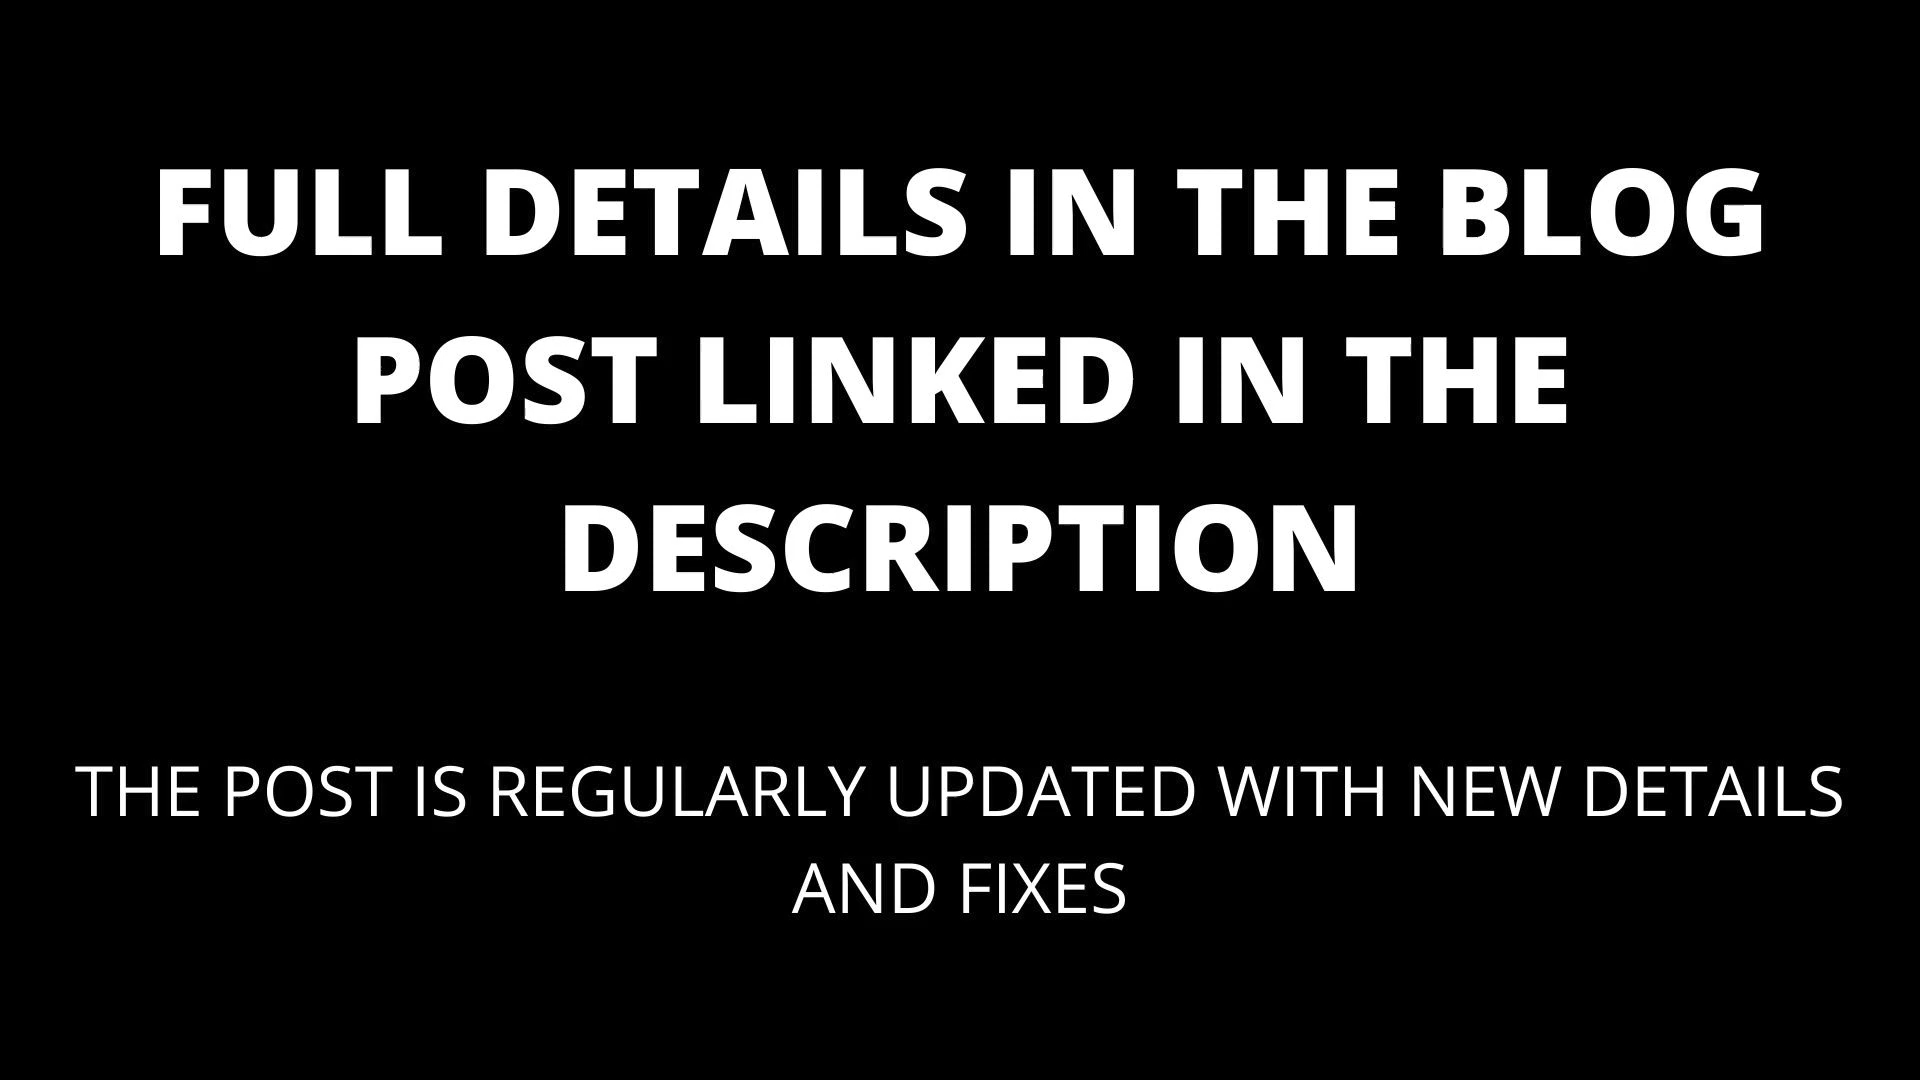 FULL DETAILS IN THE BLOG
POST LINKED IN THE
DESCRIPTION
THE POST IS REGULARLY UPDATED WITH NEW DETAILS
AND FIXES